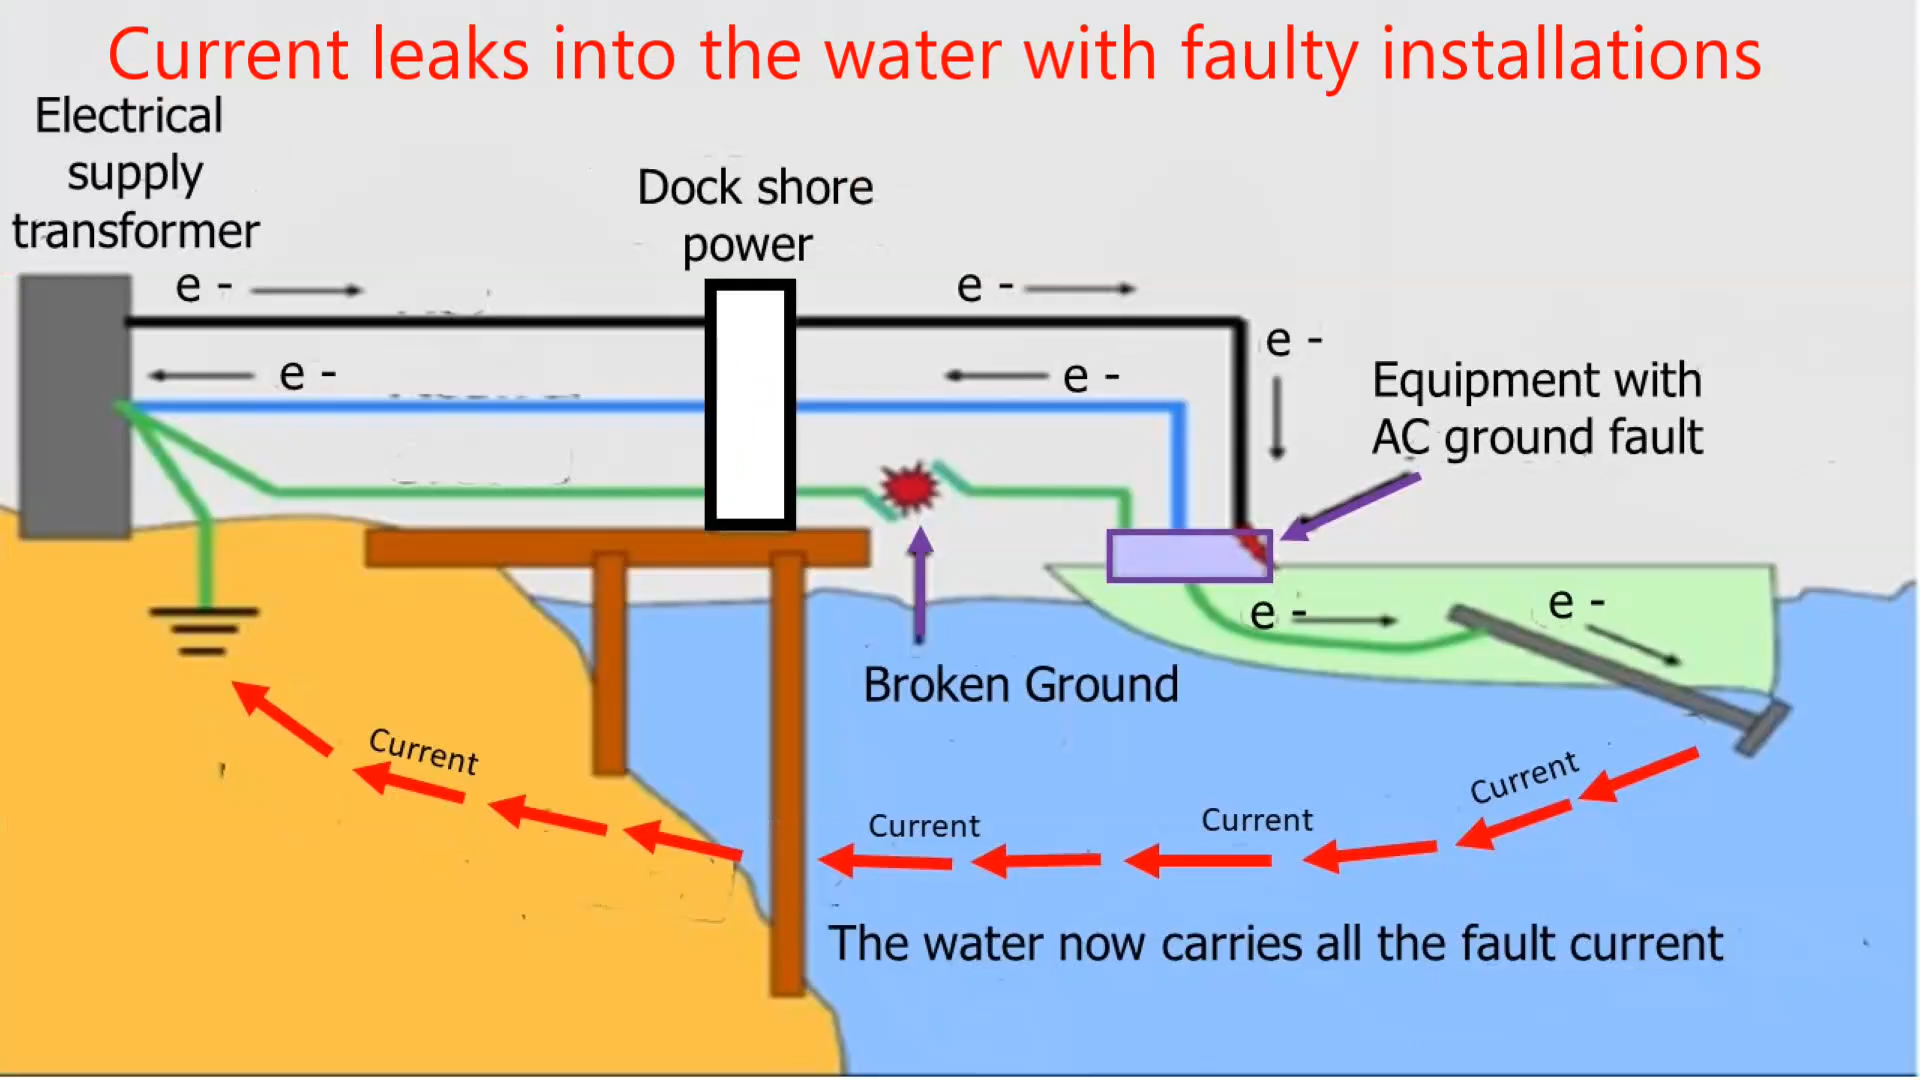 Current leaks into the water with faulty installations
Electrical
supply
transformer
Dock shore
power
e -
e -
e -
e -
e -
Equipment with
AC ground fault
e -
e -
Broken Ground
Current
Current
Current
Current
The water now carries all the fault current